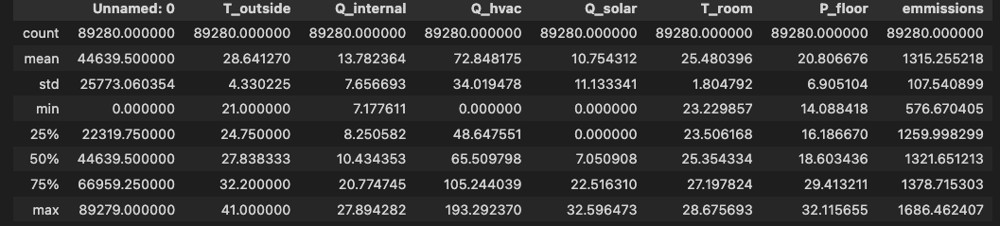 Unnamed: 0 T_outside Q_internal Q_hvac Q_solar T_room P_floor emmissions
count 89280.000000 89280.000000 89280.000000 89280.000000 89280.000000 89280.000000 89280.000000 89280.000000
mean 44639.500000 28.641270 13.782364 72.848175 10.754312 25.480396 20.806676 1315.255218
std 25773.060354 4.330225 7.656693 34.019478 11.133341 1.804792 6.905104 107.540899
min 0.000000 21.000000 7.177611 0.000000 0.000000 23.229857 14.088418 576.670405
25% 22319.750000 24.750000 8.250582 48.647551 0.000000 23.506168 16.186670 1259.998299
50% 44639.500000 27.838333 10.434353 65.509798 7.050908 25.354334 18.603436 1321.651213
75% 66959.250000 32.200000 20.774745 105.244039 22.516310 27.197824 29.413211 1378.715303
max 89279.000000 41.000000 27.894282 193.292370 32.596473 28.675693 32.115655 1686.462407